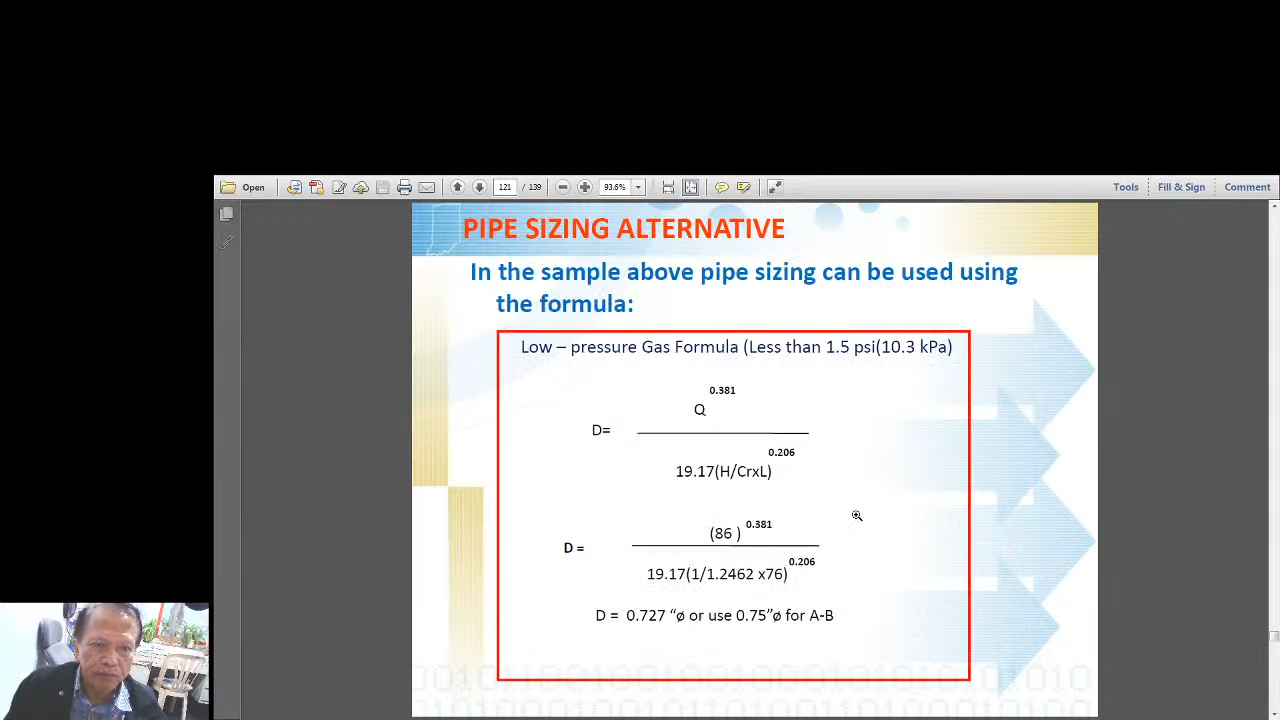 Open
121 / 139
93.6%
Tools
Fill & Sign
Comment
PIPE SIZING ALTERNATIVE
In the sample above pipe sizing can be used using
the formula:
Low – pressure Gas Formula (Less than 1.5 psi(10.3 kPa)
0.381
Q
D=
0.206
19.17(H/CrxL)
0.381
(86 )
D =
0.206
19.17(1/1.2462 x76)
D = 0.727 “ø or use 0.75”ø for A-B